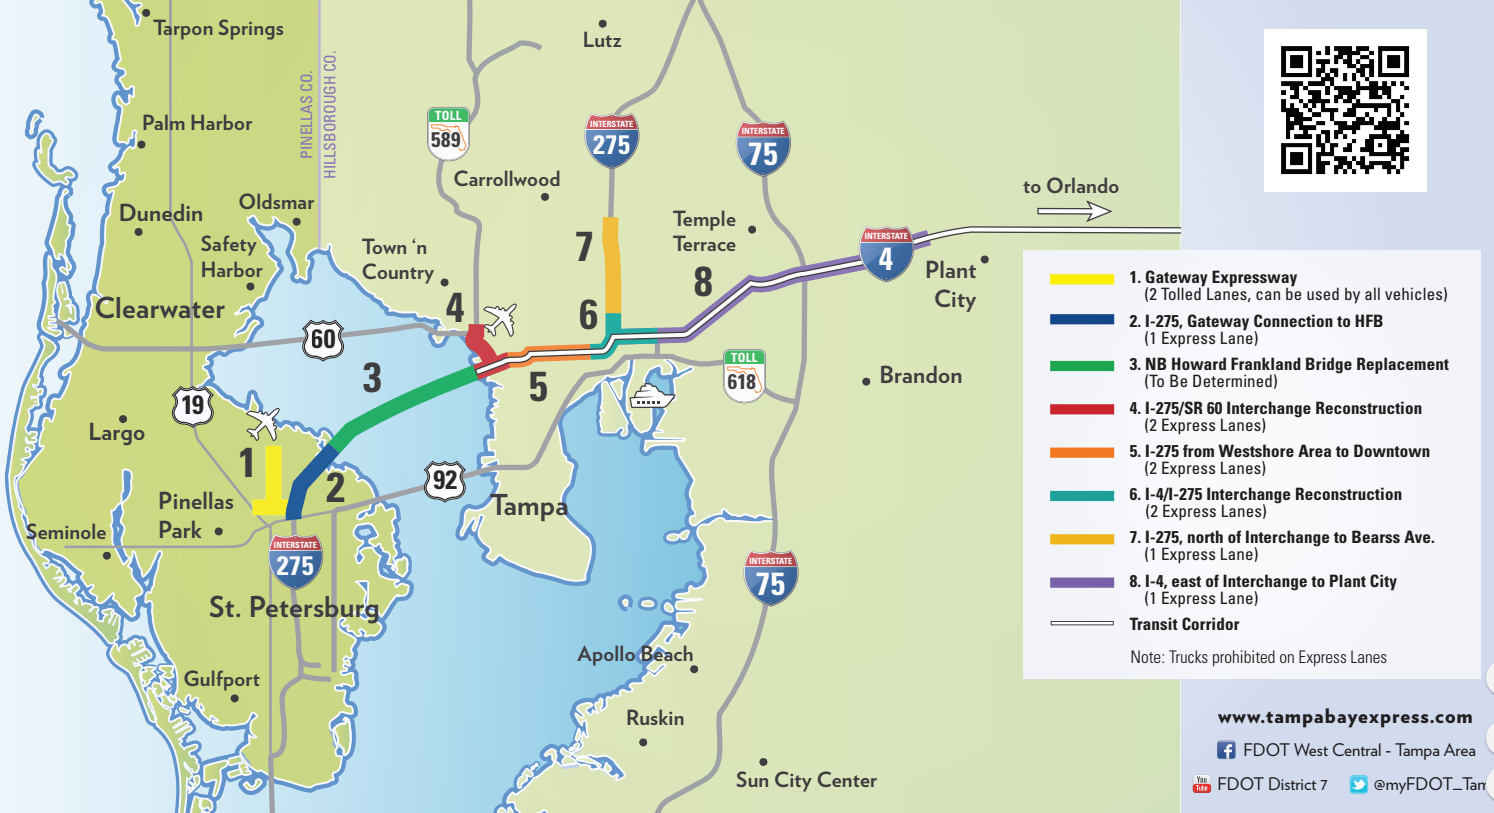 Tarpon Springs
Lutz
PINELLAS CO.
HILLSBOROUGH CO.
Palm Harbor
TOLL
589
INTERSTATE
275
INTERSTATE
75
Carrollwood
to Orlando
Dunedin
Oldsmar
Temple
Terrace
Safety
Harbor
Town 'n
Country
7
8
INTERSTATE
4
Plant
City
Clearwater
4
6
60
3
5
TOLL
618
Brandon
19
Largo
1
2
92
Pinellas
Park
Tampa
Seminole
INTERSTATE
275
INTERSTATE
75
St. Petersburg
Apollo Beach
Gulfport
Ruskin
Sun City Center
1. Gateway Expressway
(2 Tolled Lanes, can be used by all vehicles)
2. I-275, Gateway Connection to HFB
(1 Express Lane)
3. NB Howard Frankland Bridge Replacement
(To Be Determined)
4. I-275/SR 60 Interchange Reconstruction
(2 Express Lanes)
5. I-275 from Westshore Area to Downtown
(2 Express Lanes)
6. I-4/I-275 Interchange Reconstruction
(2 Express Lanes)
7. I-275, north of Interchange to Bearss Ave.
(1 Express Lane)
8. I-4, east of Interchange to Plant City
(1 Express Lane)
Transit Corridor
Note: Trucks prohibited on Express Lanes
www.tampabayexpress.com
FDOT West Central - Tampa Area
You
Tube
FDOT District 7
@myFDOT_Tam